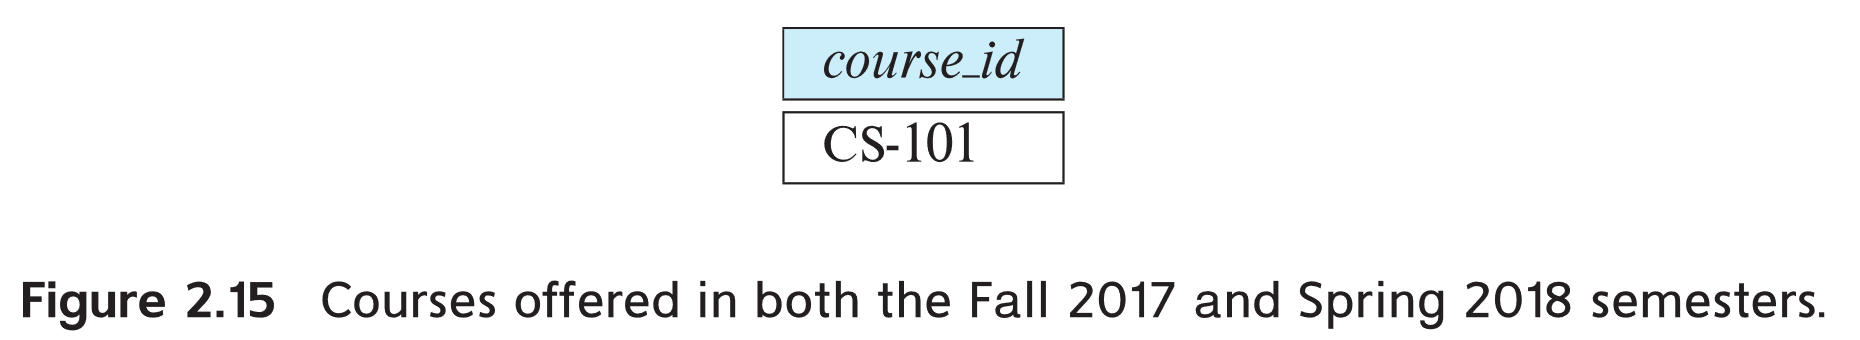 course_id
CS-101
Figure 2.15 Courses offered in both the Fall 2017 and Spring 2018 semesters.